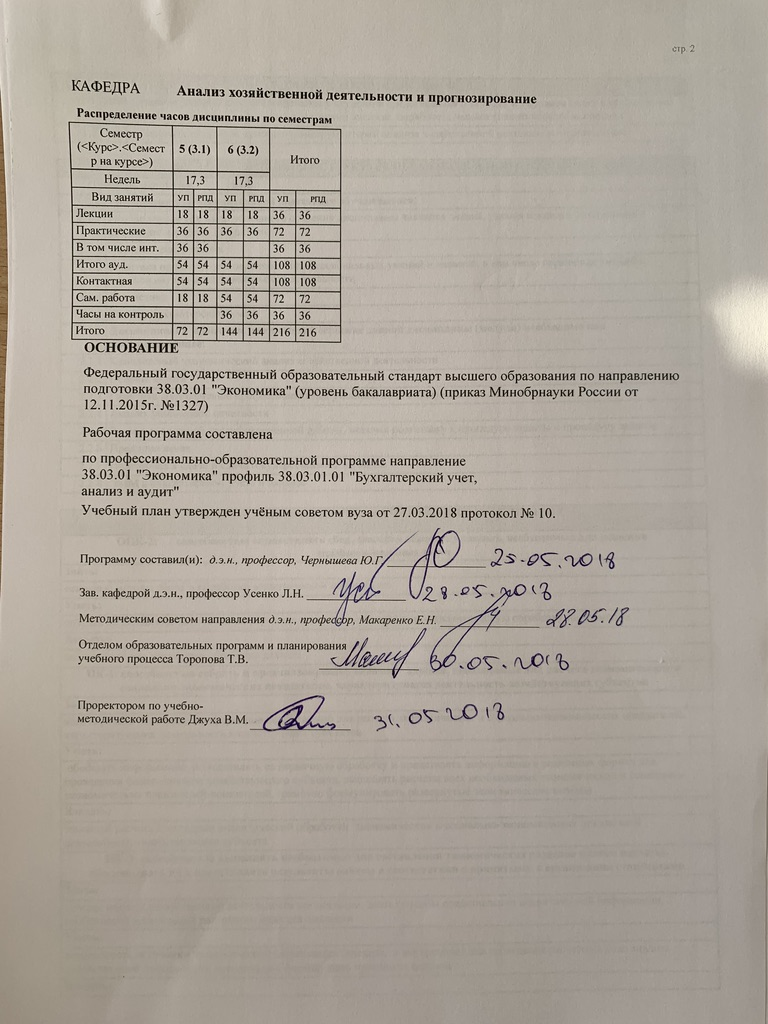 стр. 2
КАФЕДРА Анализ хозяйственной деятельности и прогнозирование
Распределение часов дисциплины по семестрам
Семестр (<Курс>.<Семест р на курсе>) 5 (3.1) 6 (3.2) Итого
Недель 17,3 17,3
Вид занятий УП РПД УП РПД УП РПД
Лекции 18 18 18 18 36 36
Практические 36 36 36 36 72 72
В том числе инт. 36 36 36 36
Итого ауд. 54 54 54 54 108 108
Контактная 54 54 54 54 108 108
Сам. работа 18 18 54 54 72 72
Часы на контроль 36 36 36 36
Итого 72 72 144 144 216 216
ОСНОВАНИЕ
Федеральный государственный образовательный стандарт высшего образования по направлению
подготовки 38.03.01 "Экономика" (уровень бакалавриата) (приказ Минобрнауки России от
12.11.2015г. №1327)
Рабочая программа составлена
по профессионально-образовательной программе направление
38.03.01 "Экономика" профиль 38.03.01.01 "Бухгалтерский учет,
анализ и аудит"
Учебный план утвержден учёным советом вуза от 27.03.2018 протокол № 10.
Программу составил(и): д.э.н., профессор, Чернышева Ю.Г. 25.05.2018
Зав. кафедрой д.э.н., профессор Усенко Л.Н. 28.05.2018
Методическим советом направления д.э.н., профессор, Макаренко Е.Н. 28.05.18
Отделом образовательных программ и планирования
учебного процесса Торопова Т.В. 30.05.2018
Проректором по учебно-
методической работе Джуха В.М. 31.05 2018